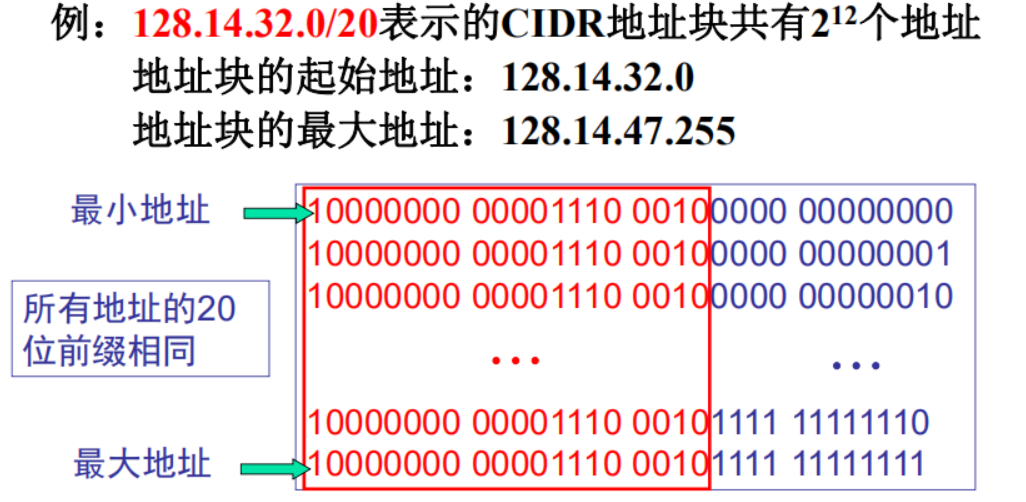 例：128.14.32.0/20表示的CIDR地址块共有2¹²个地址
地址块的起始地址：128.14.32.0
地址块的最大地址：128.14.47.255
最小地址
10000000 00001110 00100000 00000000
10000000 00001110 00100000 00000001
10000000 00001110 00100000 00000010
所有地址的20
位前缀相同
… …
10000000 00001110 00101111 11111110
最大地址
10000000 00001110 00101111 11111111